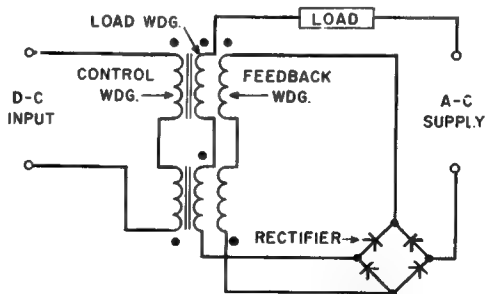 LOAD WDG.
LOAD
CONTROL
WDG.
FEEDBACK
WDG.
D-C
INPUT
A-C
SUPPLY
RECTIFIER